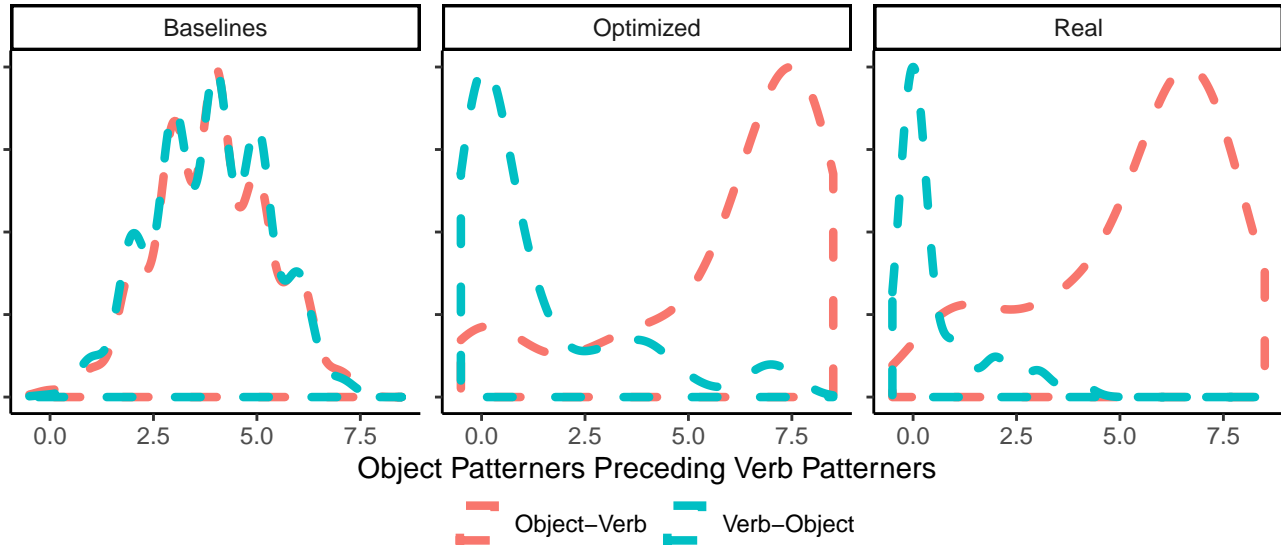 Baselines
Optimized
Real
0.0 2.5 5.0 7.5
0.0 2.5 5.0 7.5
0.0 2.5 5.0 7.5
Object Patterners Preceding Verb Patterners
Object−Verb Verb−Object